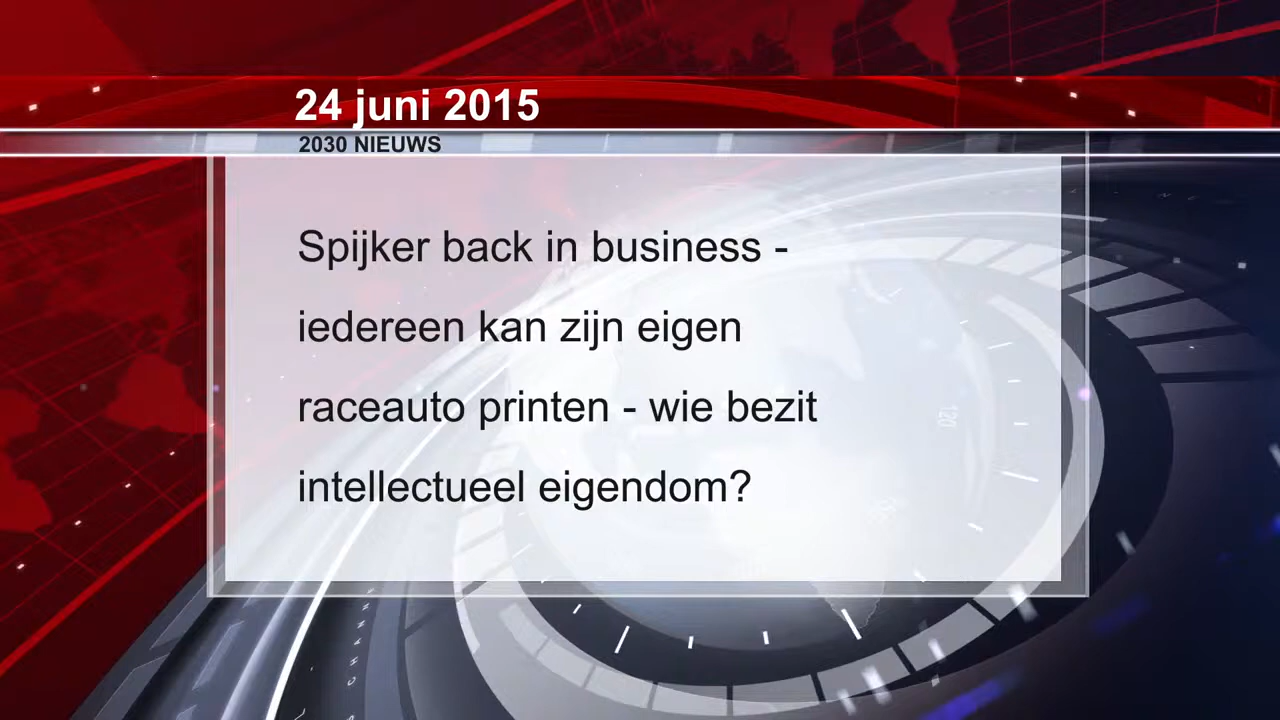 24 juni 2015
2030 NIEUWS
Spijker back in business -
iedereen kan zijn eigen
raceauto printen - wie bezit
intellectueel eigendom?